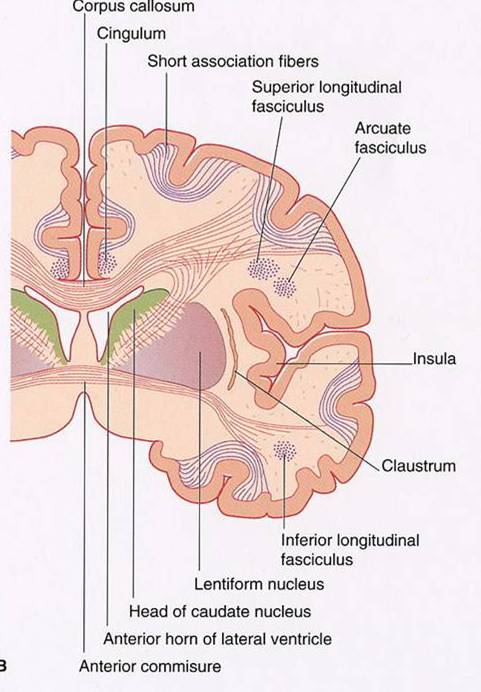 Corpus callosum
Cingulum
Short association fibers
Superior longitudinal
fasciculus
Arcuate
fasciculus
Insula
Claustrum
Inferior longitudinal
fasciculus
Lentiform nucleus
Head of caudate nucleus
Anterior horn of lateral ventricle
B
Anterior commisure